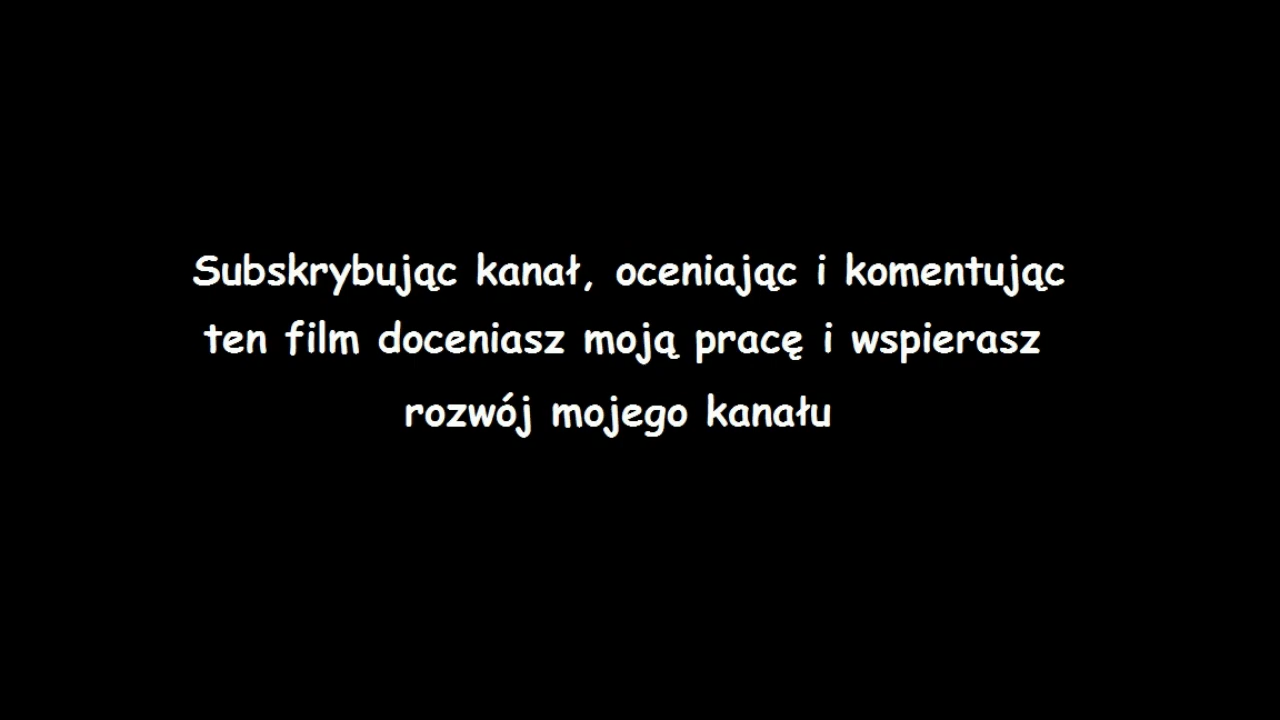 Subskrybując kanał, oceniając i komentując
ten film doceniasz moją pracę i wspierasz
rozwój mojego kanału